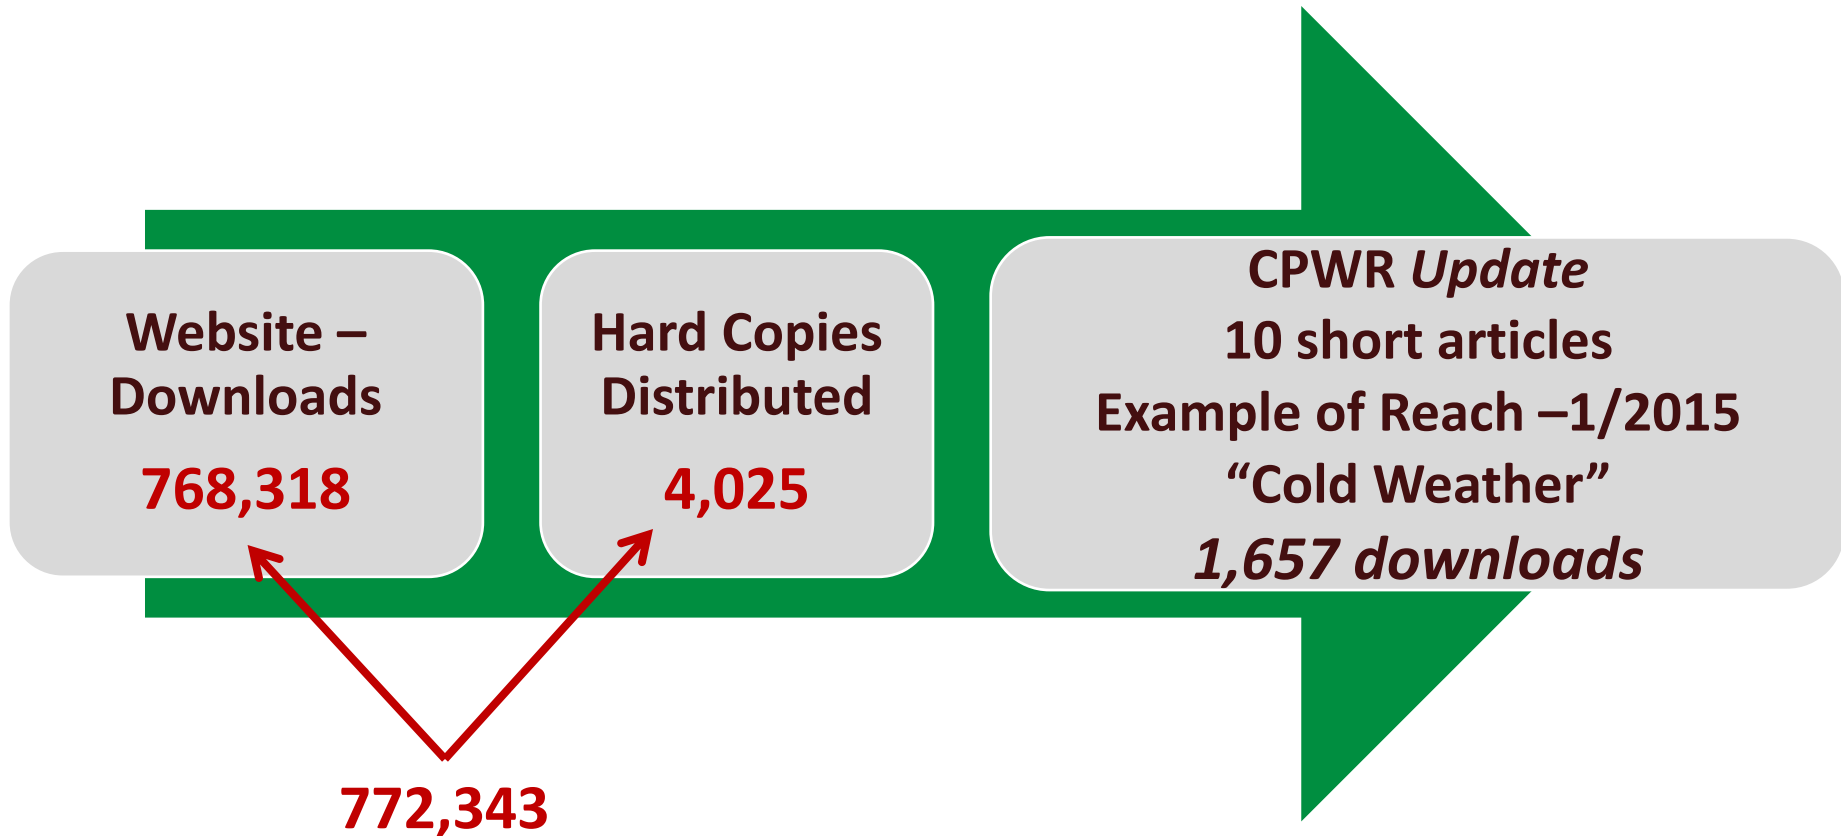 Website –
Downloads
768,318
Hard Copies
Distributed
4,025
CPWR Update
10 short articles
Example of Reach –1/2015
“Cold Weather”
1,657 downloads
772,343